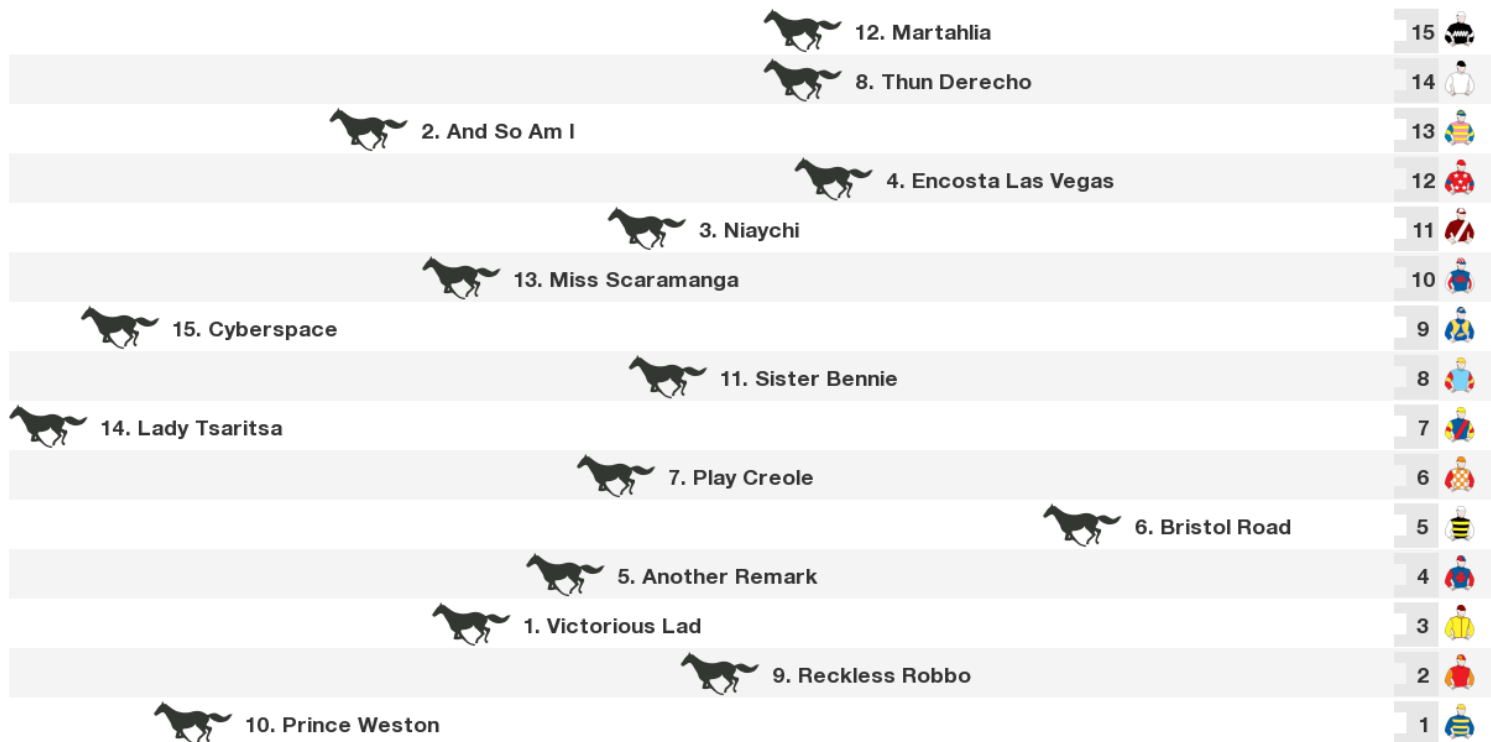 12. Martahlia 15
8. Thun Derecho 14
2. And So Am I 13
4. Encosta Las Vegas 12
3. Niaychi 11
13. Miss Scaramanga 10
15. Cyberspace 9
11. Sister Bennie 8
14. Lady Tsaritsa 7
7. Play Creole 6
6. Bristol Road 5
5. Another Remark 4
1. Victorious Lad 3
9. Reckless Robbo 2
10. Prince Weston 1